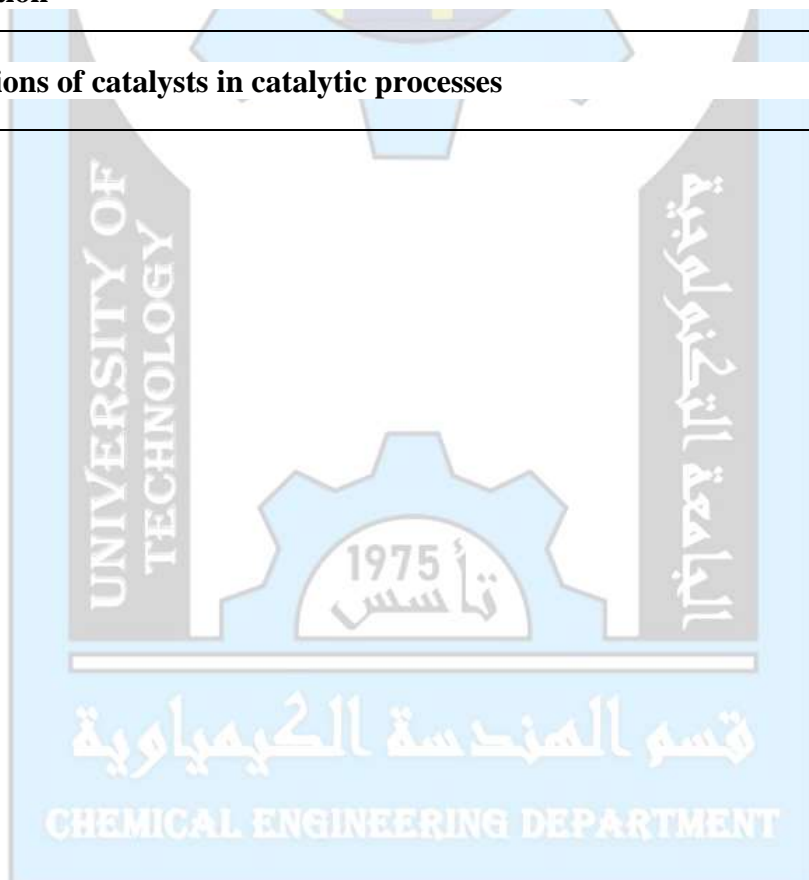 ions of catalysts in catalytic processes
UNIVERSITY OF
TECHNOLOGY
الجامعة التكنولوجية
1975
تأسس
قسم الهندسة الكيمياوية
CHEMICAL ENGINEERING DEPARTMENT